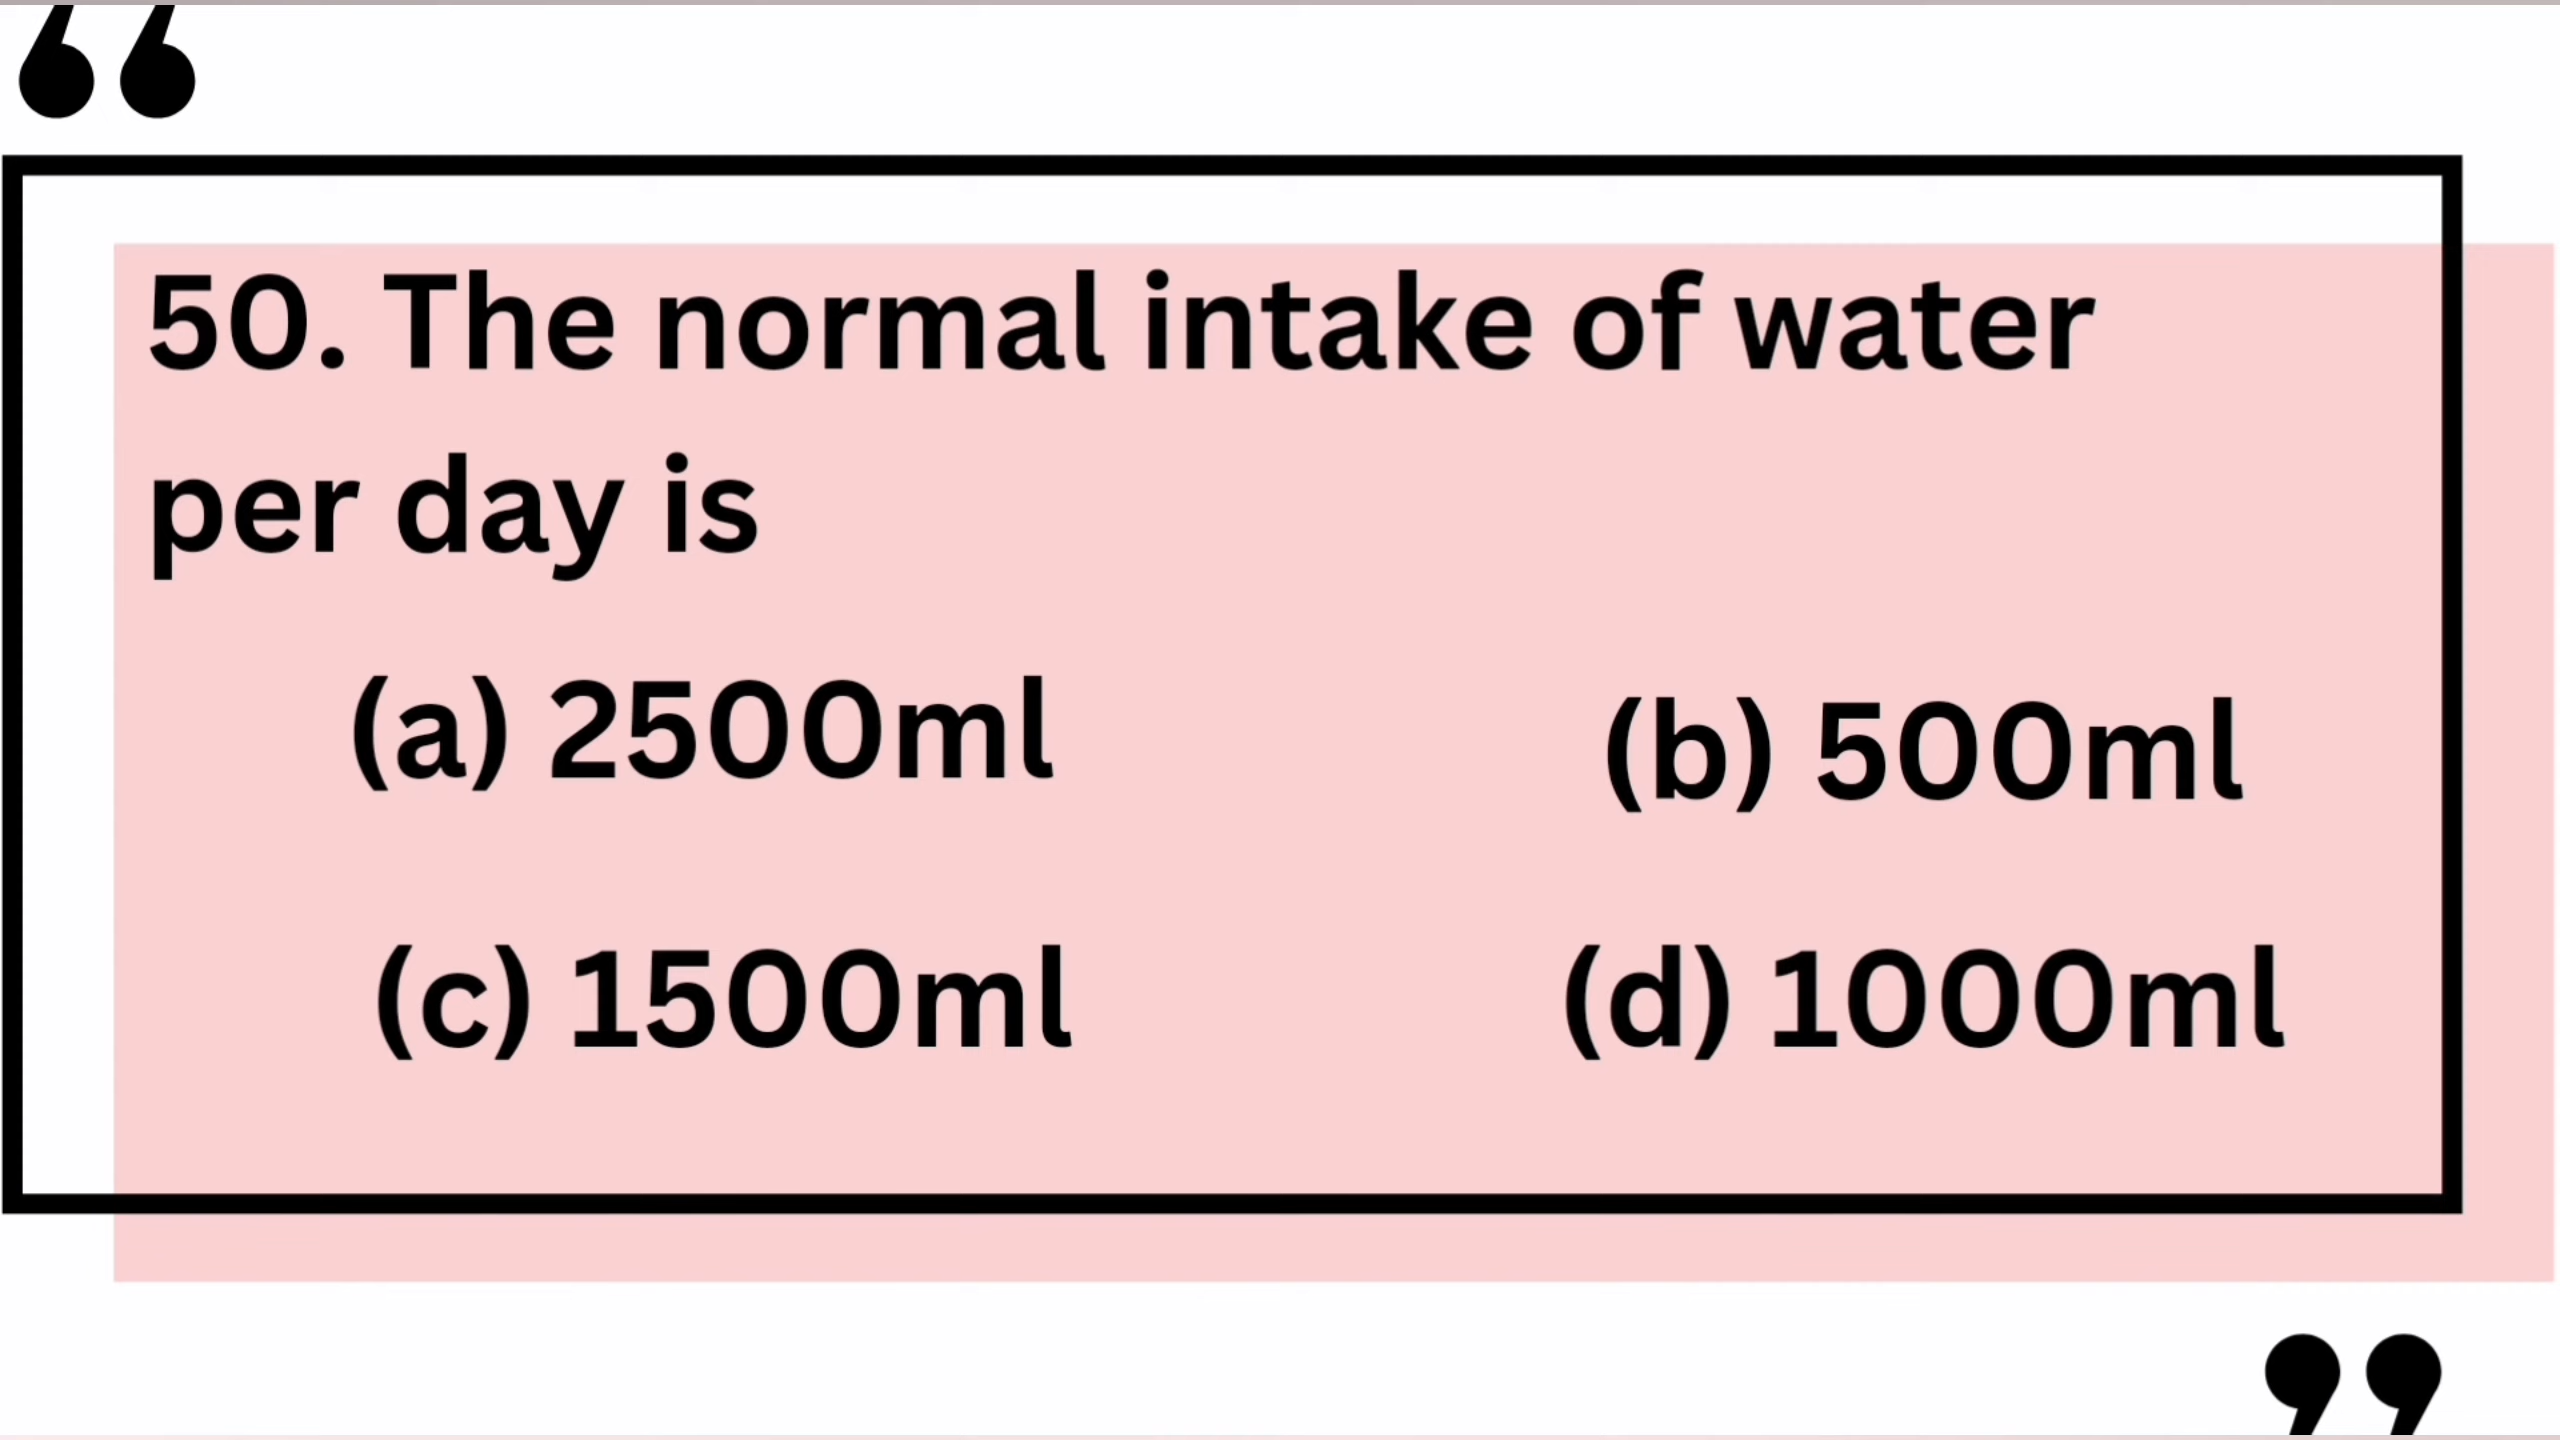 “
50. The normal intake of water
per day is
(a) 2500ml (b) 500ml
(c) 1500ml (d) 1000ml
”